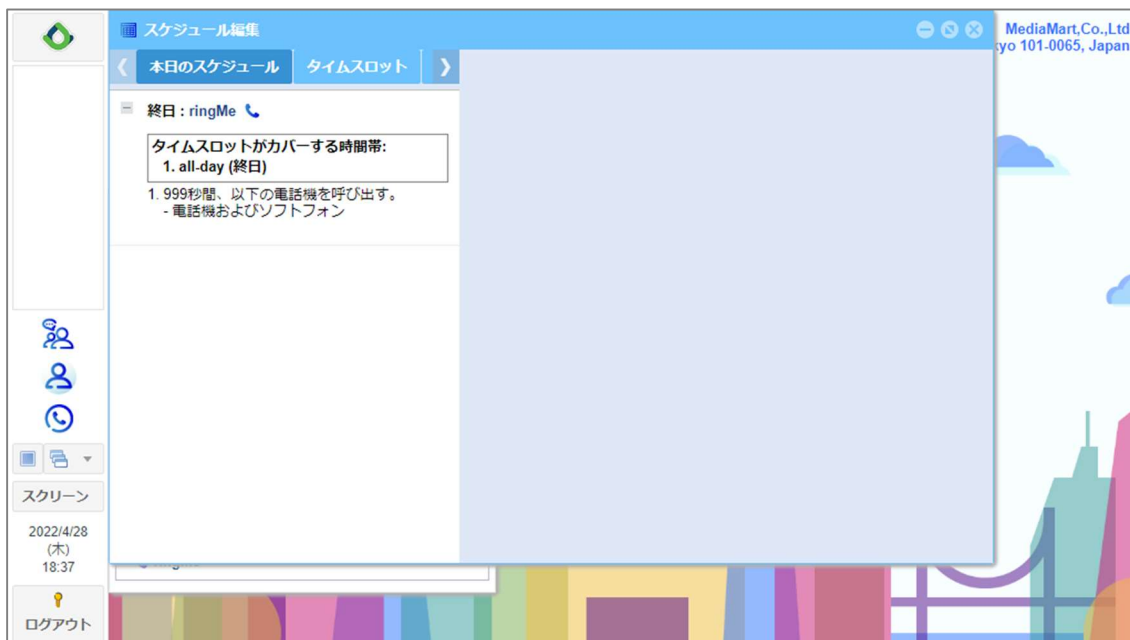 スケジュール編集
MediaMart,Co.,Ltd
yo 101-0065, Japan
本日のスケジュール
タイムスロット
終日 : ringMe
タイムスロットがカバーする時間帯:
1. all-day (終日)
1. 999秒間、以下の電話機を呼び出す。
- 電話機およびソフトフォン
スクリーン
2022/4/28
(木)
18:37
ログアウト